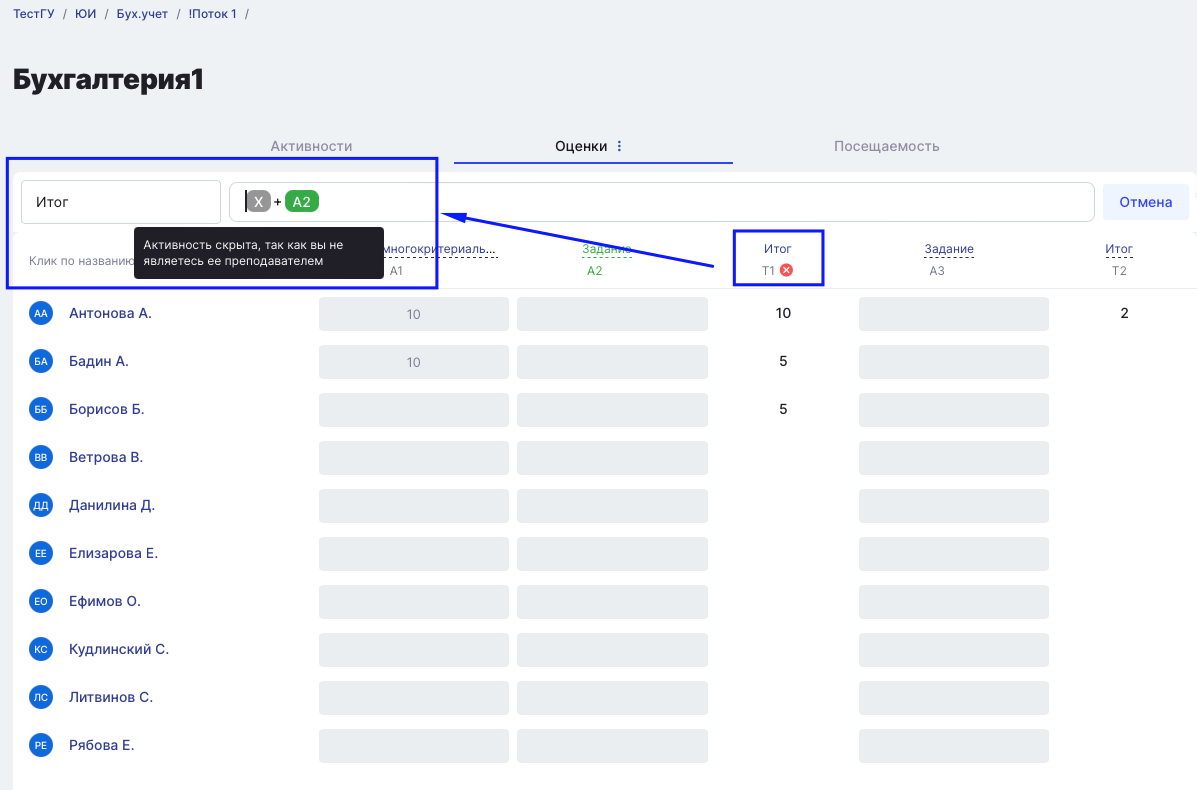 ТестГУ / ЮИ / Бух.учет / !Поток 1 /
Бухгалтерия1
Активности Оценки Посещаемость
Итог X + A2 Отмена
Активность скрыта, так как вы не
являетесь ее преподавателем
Клик по названию
многокритериаль... Задание Итог Задание Итог
A1 A2 T1 A3 T2
АА Антонова А. 10 10 2
БА Бадин А. 10 5
ББ Борисов Б. 5
ВВ Ветрова В.
ДД Данилина Д.
ЕЕ Елизарова Е.
ЕО Ефимов О.
КС Кудлинский С.
ЛС Литвинов С.
РЕ Рябова Е.